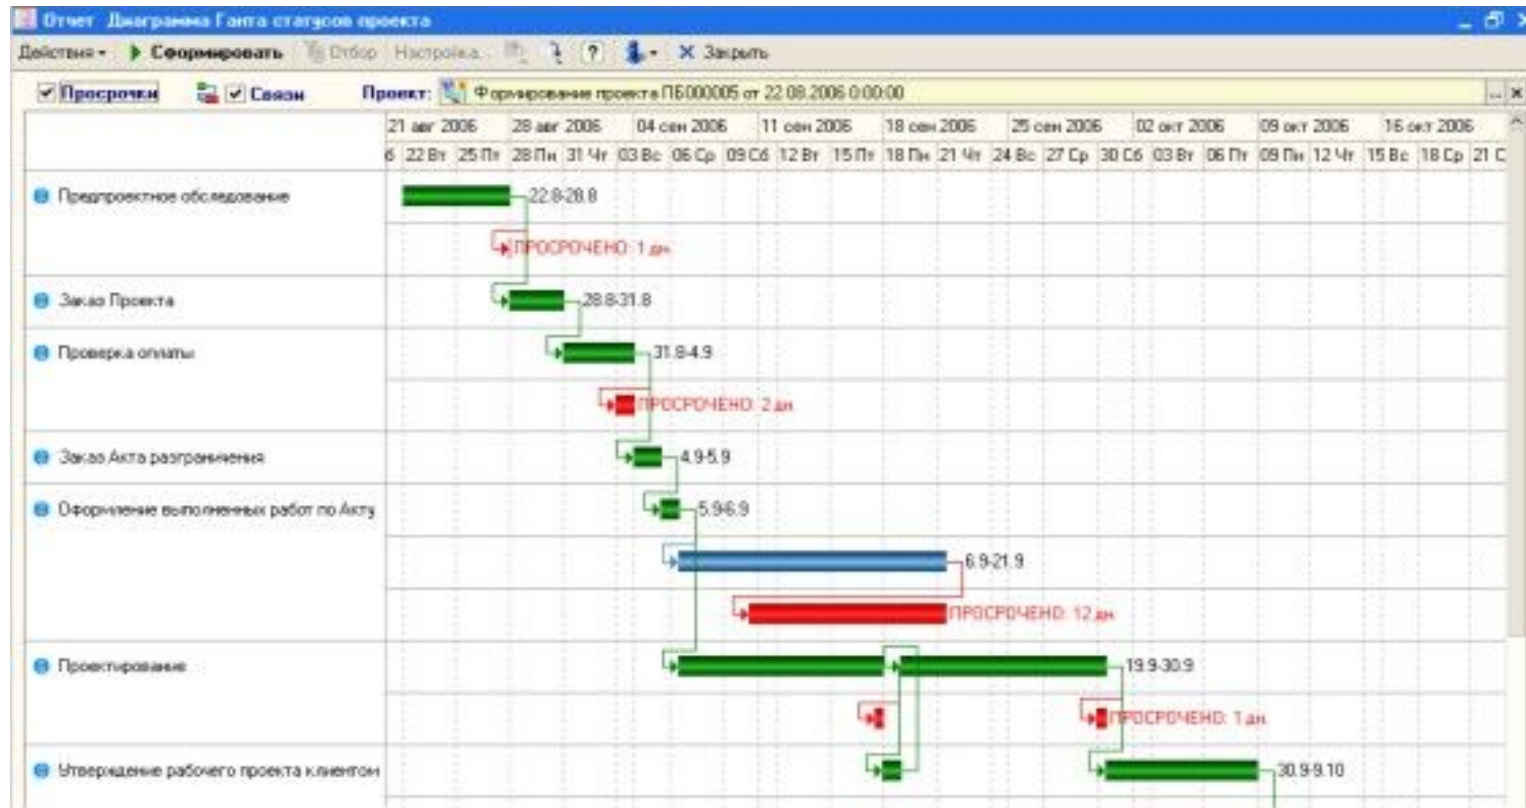 Отчет Диаграмма Ганта статусов проекта
Действия Сформировать Отбор Настройка... ? Закрыть
Просрочки Связи Проект: Формирование проекта ПБ000005 от 22.08.2006 0:00:00 ...
21 авг 2006 28 авг 2006 04 сен 2006 11 сен 2006 18 сен 2006 25 сен 2006 02 окт 2006 09 окт 2006 16 окт 2006
б 22 Вт 25 Пт 28 Пн 31 Чт 03 Вс 06 Ср 09 Сб 12 Вт 15 Пт 18 Пн 21 Чт 24 Вс 27 Ср 30 Сб 03 Вт 06 Пт 09 Пн 12 Чт 15 Вс 18 Ср 21 С
Предпроектное обследование 22.8-28.8
ПРОСРОЧЕНО: 1 дн.
Заказ Проекта 28.8-31.8
Проверка оплаты 31.8-4.9
ПРОСРОЧЕНО: 2 дн.
Заказ Акта разграничения 4.9-5.9
Оформление выполненных работ по Акту 5.9-6.9
6.9-21.9
ПРОСРОЧЕНО: 12 дн.
Проектирование 19.9-30.9
ПРОСРОЧЕНО: 1 дн.
Утверждение рабочего проекта клиентом 30.9-9.10